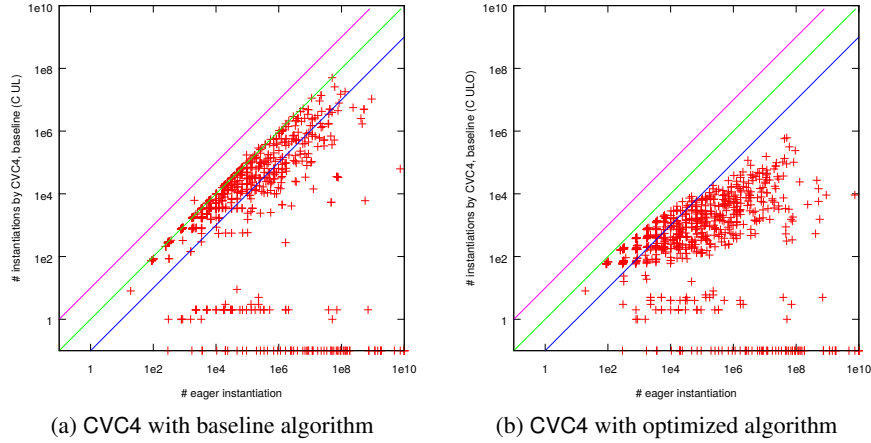 1e10
1e8
1e6
1e4
1e2
1
1
1e2
1e4
1e6
1e8
1e10
# instantiations by CVC4, baseline (C UL)
# eager instantiation
(a) CVC4 with baseline algorithm
1e10
1e8
1e6
1e4
1e2
1
1
1e2
1e4
1e6
1e8
1e10
# instantiations by CVC4, baseline (C ULO)
# eager instantiation
(b) CVC4 with optimized algorithm